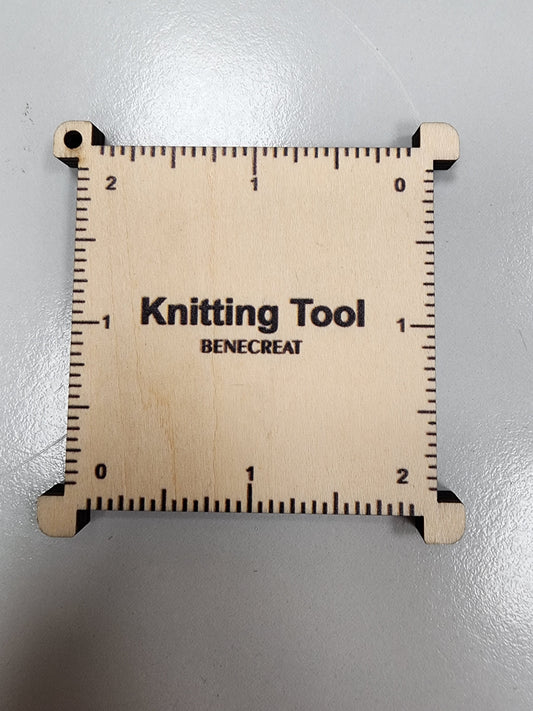 2 1 0
Knitting Tool
BENECREAT
1 1
0 1 2